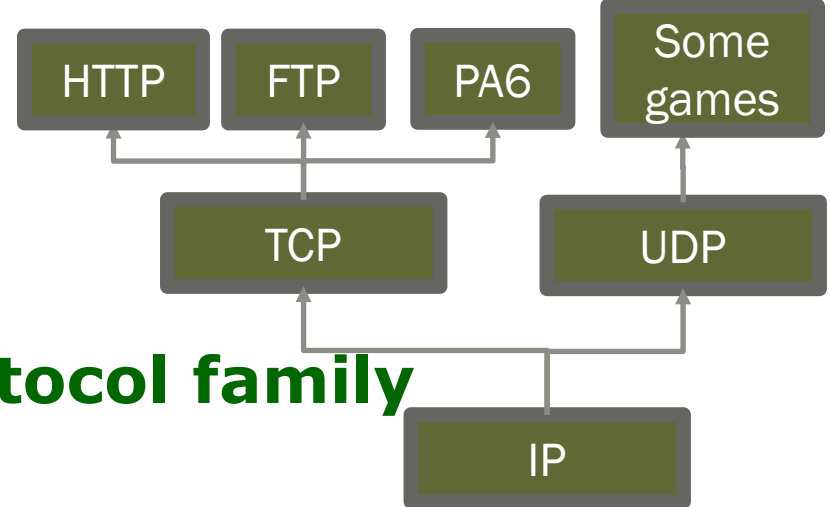 HTTP
FTP
PA6
Some
games
TCP
UDP
tocol family
IP